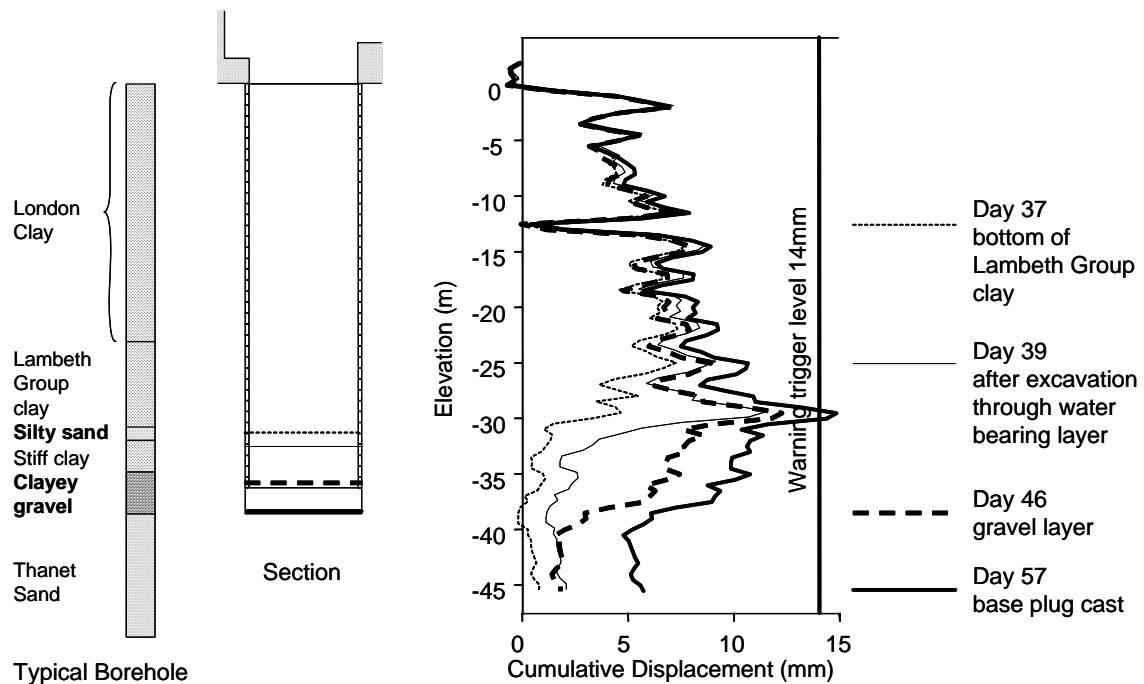 London
Clay
Lambeth
Group
clay
Silty sand
Stiff clay
Clayey
gravel
Thanet
Sand
Typical Borehole
Section
Elevation (m)
0
-5
-10
-15
-20
-25
-30
-35
-40
-45
0
5
10
15
Cumulative Displacement (mm)
Warning trigger level 14mm
Day 37
bottom of
Lambeth Group
clay
Day 39
after excavation
through water
bearing layer
Day 46
gravel layer
Day 57
base plug cast